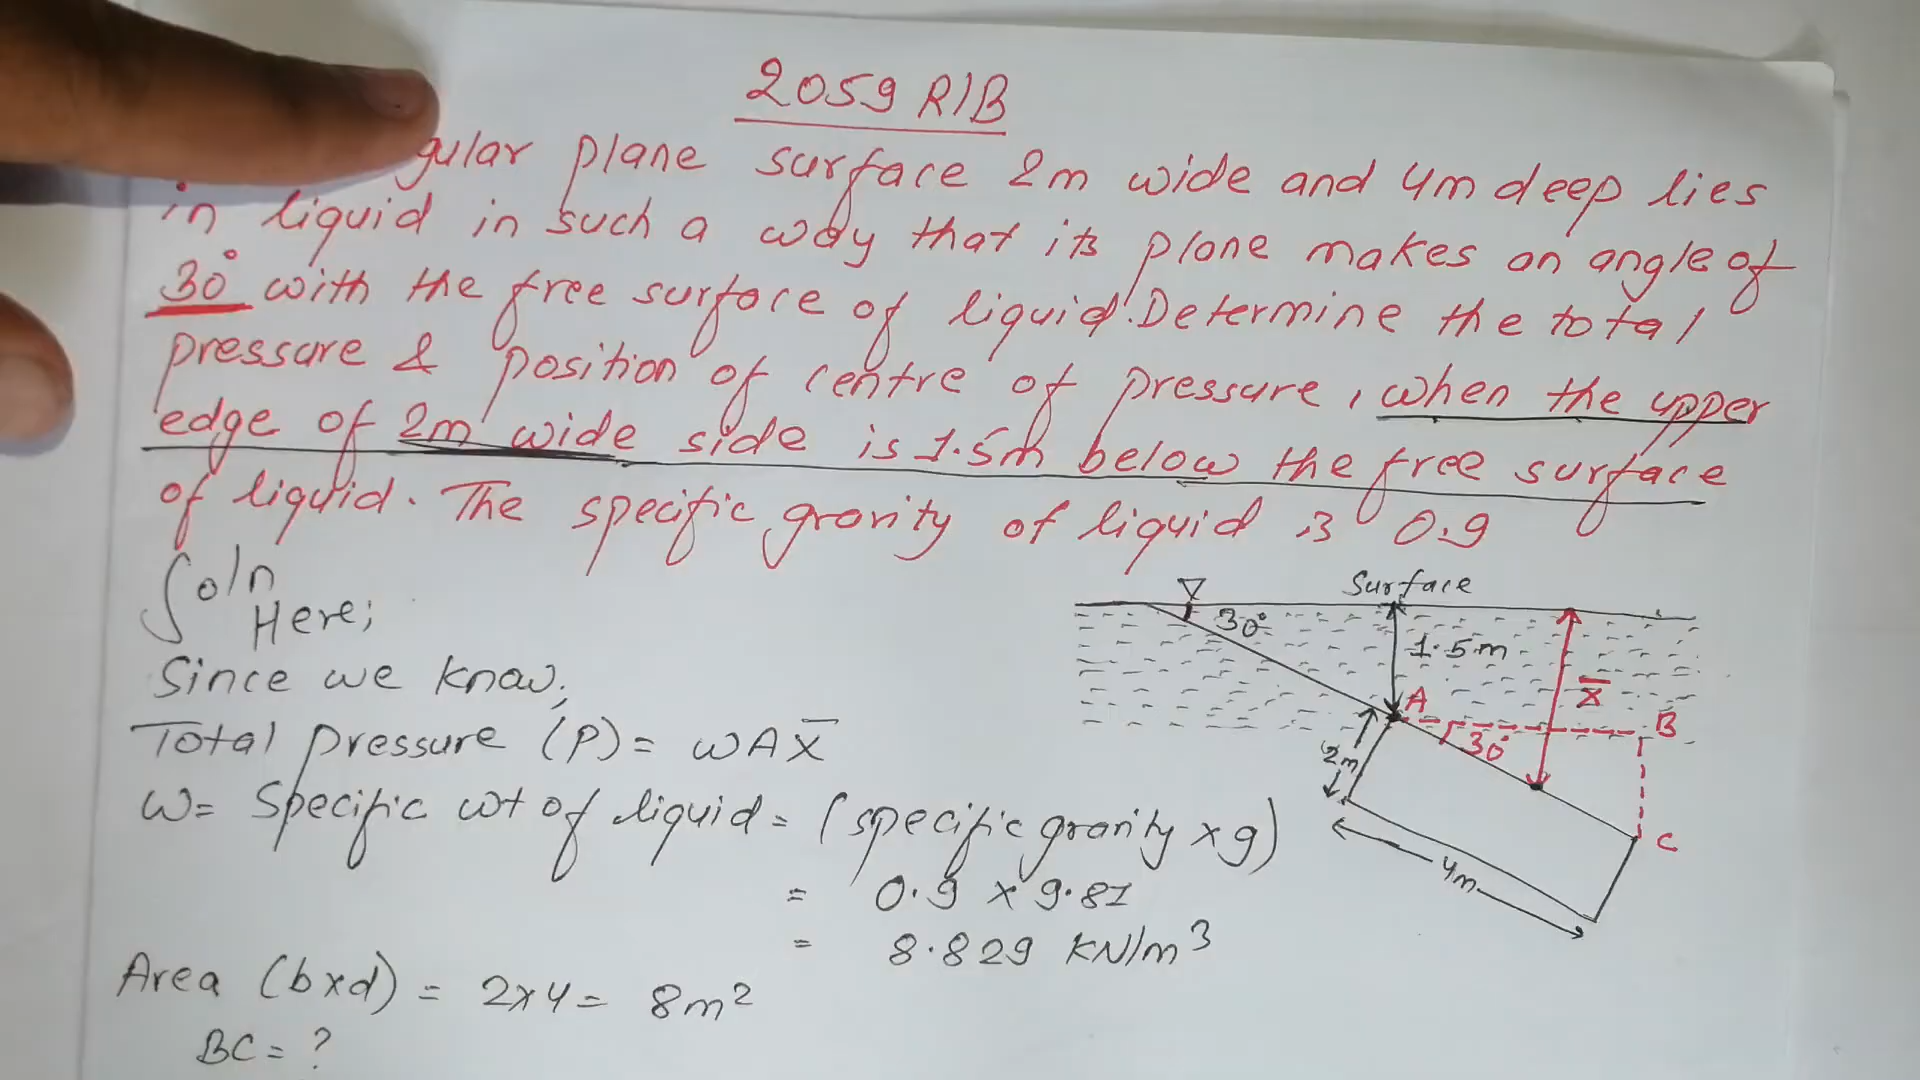 2059 R/B
gular plane surface 2m wide and 4m deep lies
in liquid in such a way that its plane makes an angle of
30° with the free surface of liquid. Determine the total
pressure & position of centre of pressure, when the upper
edge of 2m wide side is 1.5m below the free surface
of liquid. The specific gravity of liquid is 0.9
Soln
Here;
Since we know;
Total pressure (P) = wAx̄
w = Specific wt of liquid = (specific gravity x g)
= 0.9 x 9.81
= 8.829 KN/m³
Area (bxd) = 2x4 = 8m²
BC = ?
Surface
30°
1.5m
x̄
A
B
30°
2m
C
4m